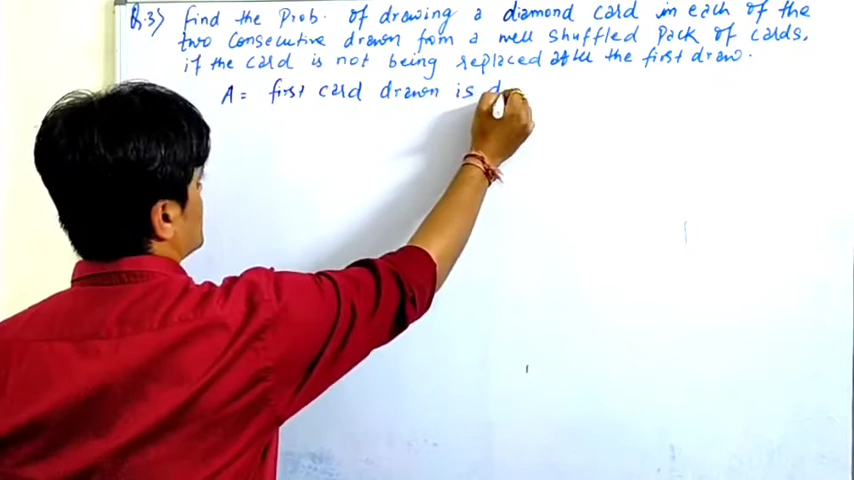 Q.3) find the Prob. of drawing a diamond card in each of the
two consecutive drawn from a well shuffled pack of cards,
if the card is not being replaced after the first draw.
A = first card drawn is d